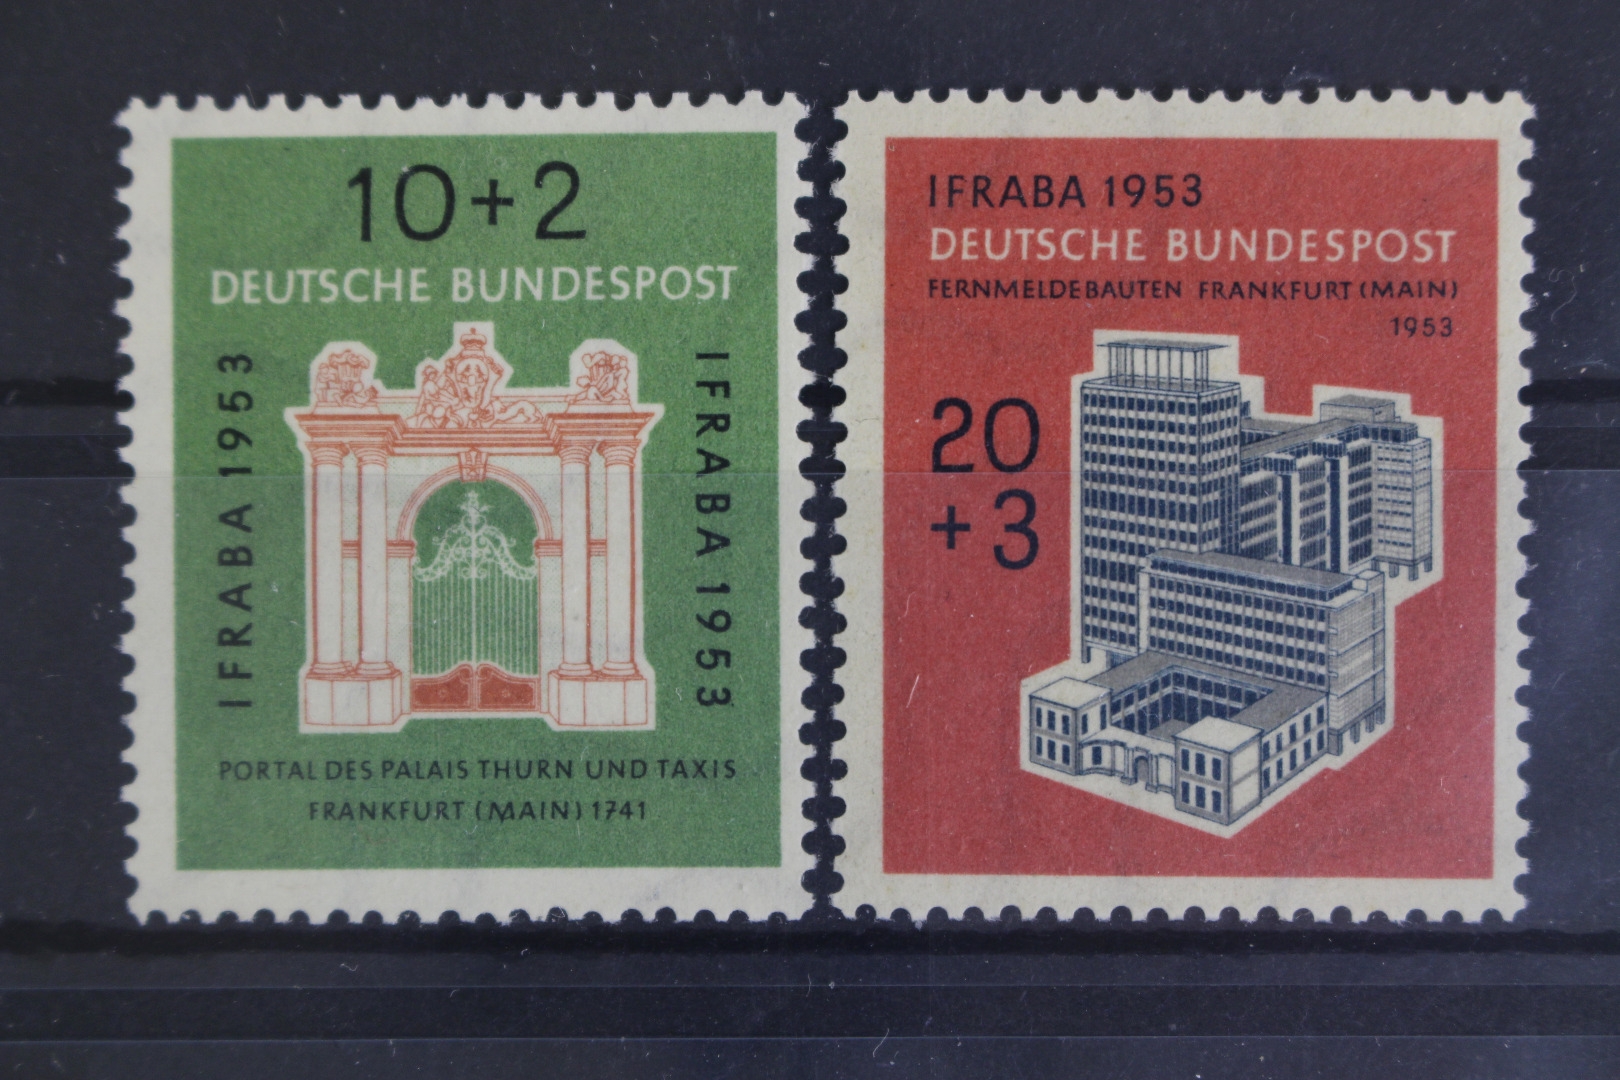 10+2
DEUTSCHE BUNDESPOST
IFRABA 1953
IFRABA 1953
PORTAL DES PALAIS THURN UND TAXIS
FRANKFURT (MAIN) 1741
IFRABA 1953
DEUTSCHE BUNDESPOST
FERNMELDEBAUTEN FRANKFURT (MAIN)
1953
20
+3